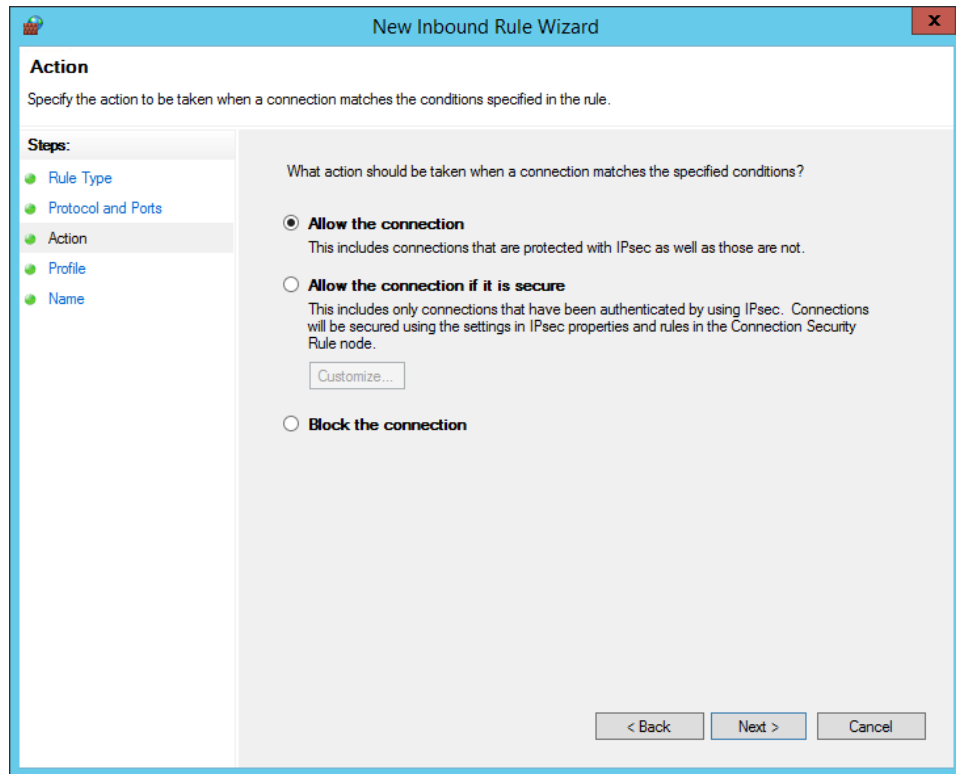 New Inbound Rule Wizard
x
Action
Specify the action to be taken when a connection matches the conditions specified in the rule.
Steps:
Rule Type
Protocol and Ports
Action
Profile
Name
What action should be taken when a connection matches the specified conditions?
Allow the connection
This includes connections that are protected with IPsec as well as those are not.
Allow the connection if it is secure
This includes only connections that have been authenticated by using IPsec. Connections
will be secured using the settings in IPsec properties and rules in the Connection Security
Rule node.
Customize...
Block the connection
< Back
Next >
Cancel